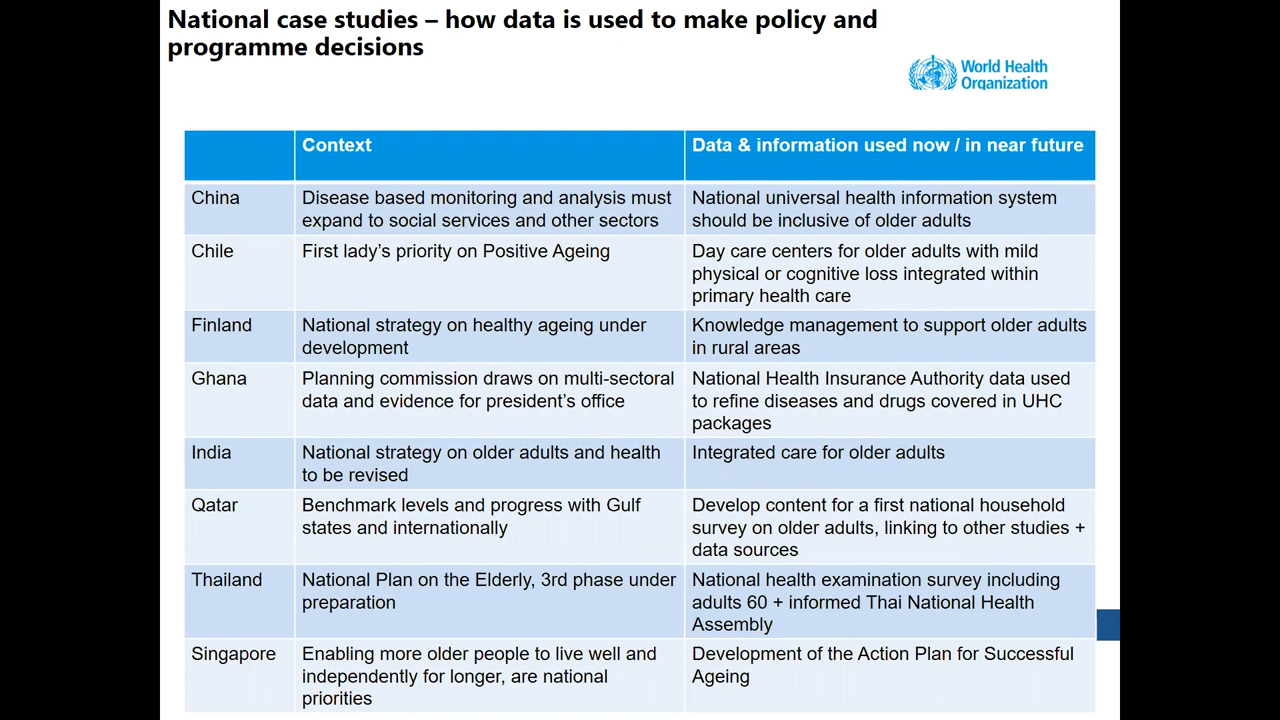 National case studies – how data is used to make policy and
programme decisions
World Health
Organization
Context
Data & information used now / in near future
China
Disease based monitoring and analysis must
expand to social services and other sectors
National universal health information system
should be inclusive of older adults
Chile
First lady’s priority on Positive Ageing
Day care centers for older adults with mild
physical or cognitive loss integrated within
primary health care
Finland
National strategy on healthy ageing under
development
Knowledge management to support older adults
in rural areas
Ghana
Planning commission draws on multi-sectoral
data and evidence for president’s office
National Health Insurance Authority data used
to refine diseases and drugs covered in UHC
packages
India
National strategy on older adults and health
to be revised
Integrated care for older adults
Qatar
Benchmark levels and progress with Gulf
states and internationally
Develop content for a first national household
survey on older adults, linking to other studies +
data sources
Thailand
National Plan on the Elderly, 3rd phase under
preparation
National health examination survey including
adults 60 + informed Thai National Health
Assembly
Singapore
Enabling more older people to live well and
independently for longer, are national
priorities
Development of the Action Plan for Successful
Ageing